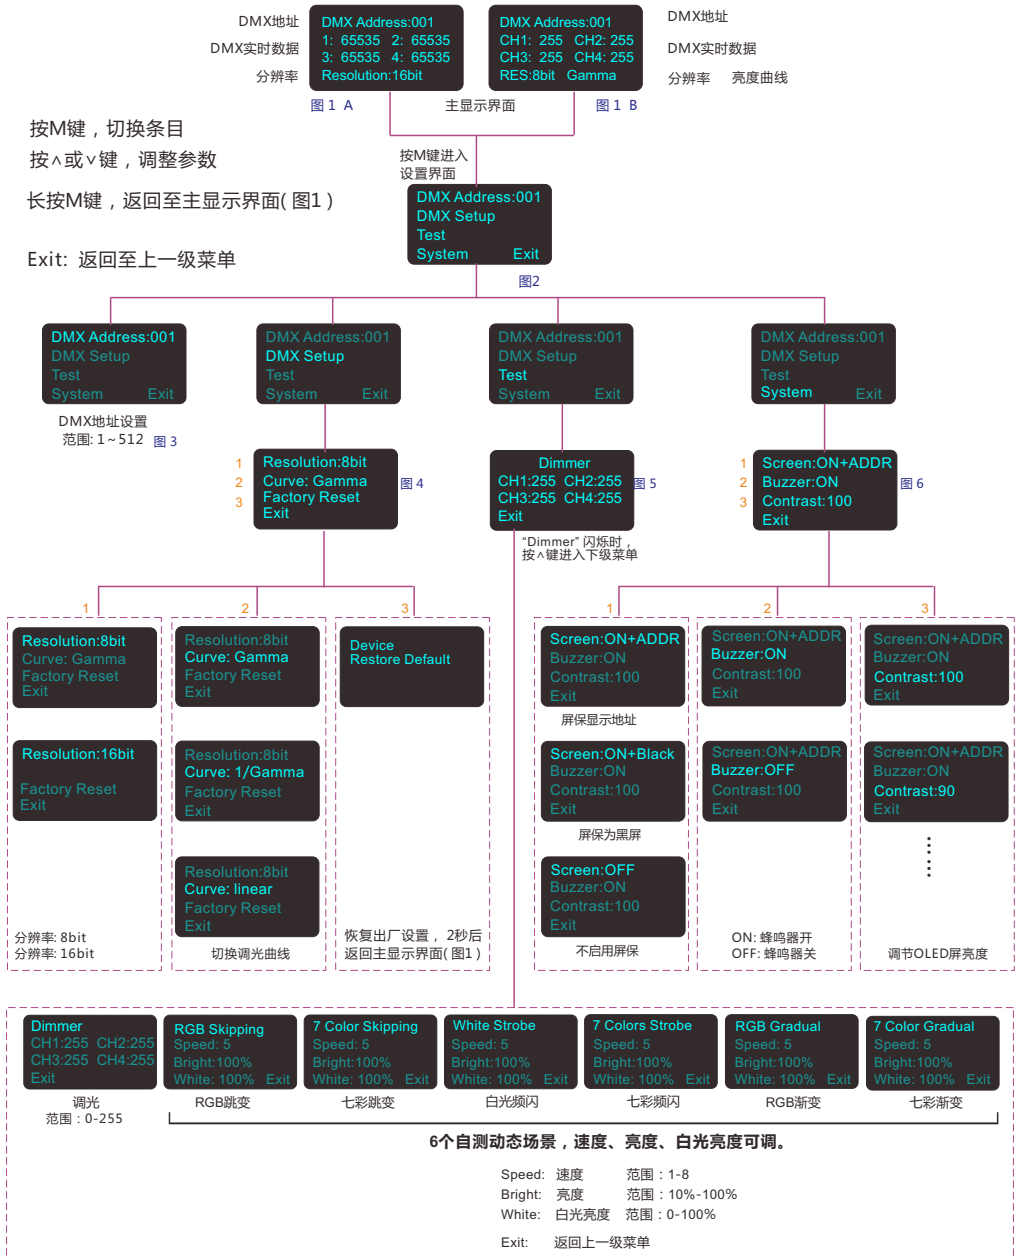 DMX地址
DMX Address:001
DMX Address:001
DMX地址
DMX实时数据
1: 65535 2: 65535
3: 65535 4: 65535
CH1: 255 CH2: 255
CH3: 255 CH4: 255
DMX实时数据
分辨率
Resolution:16bit
RES:8bit Gamma
分辨率 亮度曲线
图 1 A
主显示界面
图 1 B
按M键，切换条目
按∧或∨键，调整参数
长按M键，返回至主显示界面( 图1 )
Exit: 返回至上一级菜单
按M键进入
设置界面
DMX Address:001
DMX Setup
Test
System Exit
图2
DMX Address:001
DMX Setup
Test
System Exit
DMX地址设置
范围: 1～512
图 3
DMX Address:001
DMX Setup
Test
System Exit
DMX Address:001
DMX Setup
Test
System Exit
DMX Address:001
DMX Setup
Test
System Exit
1 Resolution:8bit
2 Curve: Gamma
3 Factory Reset
Exit
图 4
Dimmer
CH1:255 CH2:255
CH3:255 CH4:255
Exit
图 5
“Dimmer” 闪烁时，
按∧键进入下级菜单
1 Screen:ON+ADDR
2 Buzzer:ON
3 Contrast:100
Exit
图 6
1
Resolution:8bit
Curve: Gamma
Factory Reset
Exit
Resolution:16bit
Factory Reset
Exit
分辨率: 8bit
分辨率: 16bit
2
Resolution:8bit
Curve: Gamma
Factory Reset
Exit
Resolution:8bit
Curve: 1/Gamma
Factory Reset
Exit
Resolution:8bit
Curve: linear
Factory Reset
Exit
切换调光曲线
3
Device
Restore Default
恢复出厂设置， 2秒后
返回主显示界面( 图1 )
1
Screen:ON+ADDR
Buzzer:ON
Contrast:100
Exit
屏保显示地址
Screen:ON+Black
Buzzer:ON
Contrast:100
Exit
屏保为黑屏
Screen:OFF
Buzzer:ON
Contrast:100
Exit
不启用屏保
2
Screen:ON+ADDR
Buzzer:ON
Contrast:100
Exit
Screen:ON+ADDR
Buzzer:OFF
Contrast:100
Exit
ON: 蜂鸣器开
OFF: 蜂鸣器关
3
Screen:ON+ADDR
Buzzer:ON
Contrast:100
Exit
Screen:ON+ADDR
Buzzer:ON
Contrast:90
Exit
调节OLED屏亮度
Dimmer
CH1:255 CH2:255
CH3:255 CH4:255
Exit
调光
范围：0-255
RGB Skipping
Speed: 5
Bright:100%
White: 100% Exit
RGB跳变
7 Color Skipping
Speed: 5
Bright:100%
White: 100% Exit
七彩跳变
White Strobe
Speed: 5
Bright:100%
White: 100% Exit
白光频闪
7 Colors Strobe
Speed: 5
Bright:100%
White: 100% Exit
七彩频闪
RGB Gradual
Speed: 5
Bright:100%
White: 100% Exit
RGB渐变
7 Color Gradual
Speed: 5
Bright:100%
White: 100% Exit
七彩渐变
6个自测动态场景，速度、亮度、白光亮度可调。
Speed: 速度 范围：1-8
Bright: 亮度 范围：10%-100%
White: 白光亮度 范围：0-100%
Exit: 返回上一级菜单